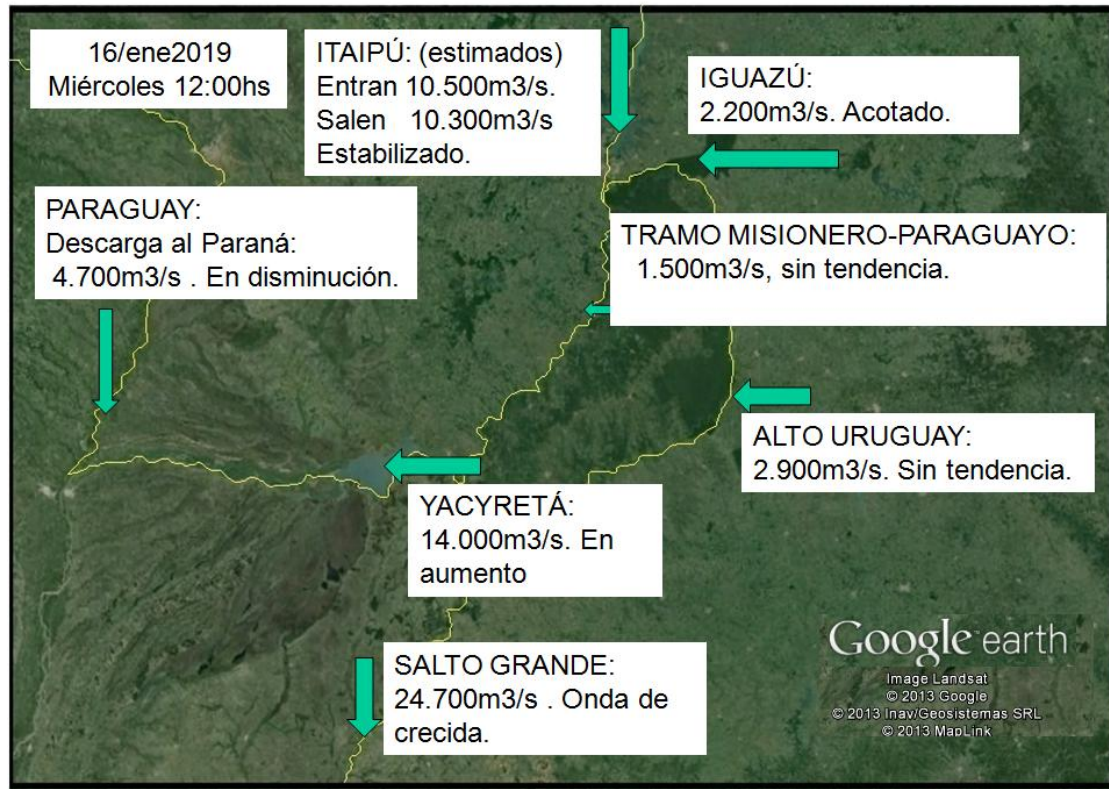 16/ene2019
Miércoles 12:00hs
ITAIPÚ: (estimados)
Entran 10.500m3/s.
Salen 10.300m3/s
Estabilizado.
IGUAZÚ:
2.200m3/s. Acotado.
PARAGUAY:
Descarga al Paraná:
4.700m3/s . En disminución.
TRAMO MISIONERO-PARAGUAYO:
1.500m3/s, sin tendencia.
ALTO URUGUAY:
2.900m3/s. Sin tendencia.
YACYRETÁ:
14.000m3/s. En
aumento
SALTO GRANDE:
24.700m3/s . Onda de
crecida.
Google earth
Image Landsat
© 2013 Google
© 2013 Inav/Geosistemas SRL
© 2013 MapLink